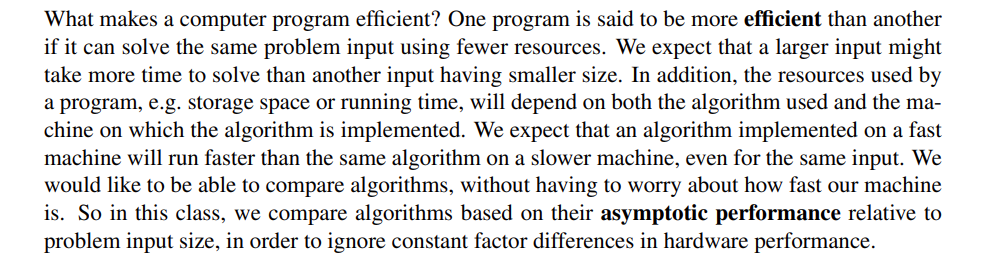 What makes a computer program efficient? One program is said to be more efficient than another
if it can solve the same problem input using fewer resources. We expect that a larger input might
take more time to solve than another input having smaller size. In addition, the resources used by
a program, e.g. storage space or running time, will depend on both the algorithm used and the ma-
chine on which the algorithm is implemented. We expect that an algorithm implemented on a fast
machine will run faster than the same algorithm on a slower machine, even for the same input. We
would like to be able to compare algorithms, without having to worry about how fast our machine
is. So in this class, we compare algorithms based on their asymptotic performance relative to
problem input size, in order to ignore constant factor differences in hardware performance.